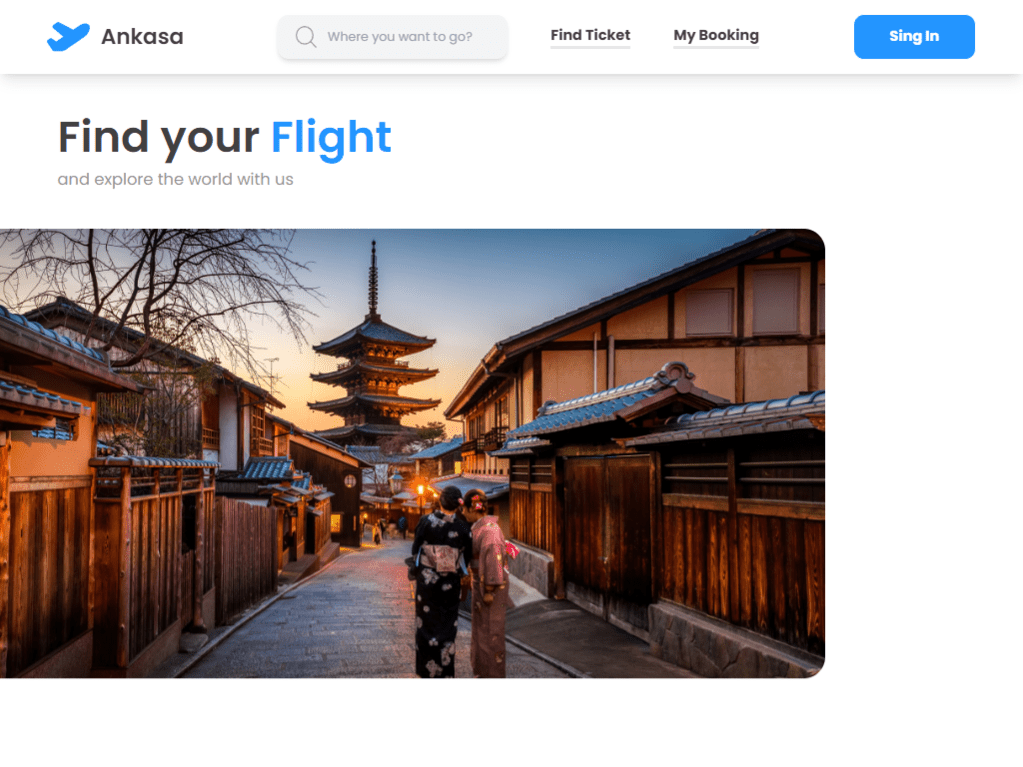 Ankasa
Where you want to go?
Find Ticket
My Booking
Sing In
Find your Flight
and explore the world with us